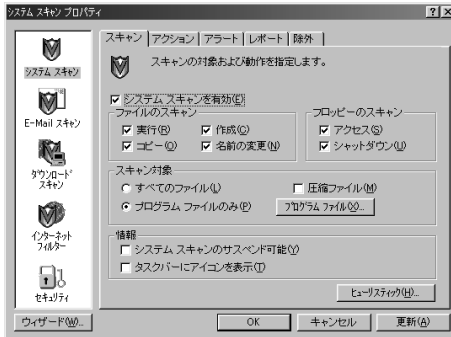 システム スキャン プロパティ
スキャン アクション アラート レポート 除外
スキャンの対象および動作を指定します。
システム スキャン
E-Mail スキャン
ダウンロード スキャン
インターネット フィルター
セキュリティ
システム スキャンを有効(E)
ファイルのスキャン
実行(R) 作成(C)
コピー(O) 名前の変更(N)
フロッピーのスキャン
アクセス(S)
シャットダウン(U)
スキャン対象
すべてのファイル(L) 圧縮ファイル(M)
プログラム ファイルのみ(P) プログラム ファイル(X)...
情報
システム スキャンのサスペンド可能(Y)
タスクバーにアイコンを表示(T)
ヒューリスティック(H)...
ウィザード(W)... OK キャンセル 更新(A)